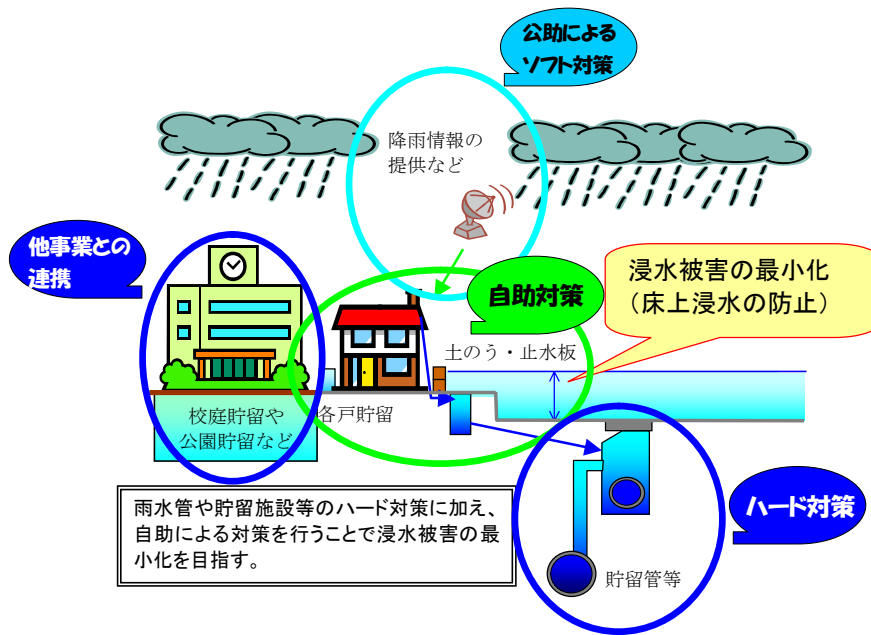 公助による
ソフト対策
降雨情報の
提供など
他事業との
連携
自助対策
浸水被害の最小化
（床上浸水の防止）
土のう・止水板
校庭貯留や
公園貯留など
各戸貯留
雨水管や貯留施設等のハード対策に加え、
自助による対策を行うことで浸水被害の最
小化を目指す。
ハード対策
貯留管等